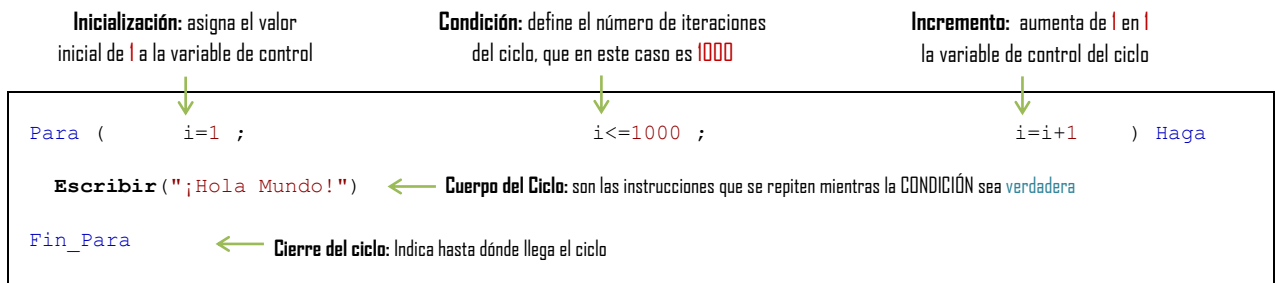 Inicialización: asigna el valor
inicial de 1 a la variable de control
Condición: define el número de iteraciones
del ciclo, que en este caso es 1000
Incremento: aumenta de 1 en 1
la variable de control del ciclo
Para ( i=1 ; i<=1000 ; i=i+1 ) Haga
Escribir("¡Hola Mundo!")
Cuerpo del Ciclo: son las instrucciones que se repiten mientras la CONDICIÓN sea verdadera
Fin_Para
Cierre del ciclo: Indica hasta dónde llega el ciclo